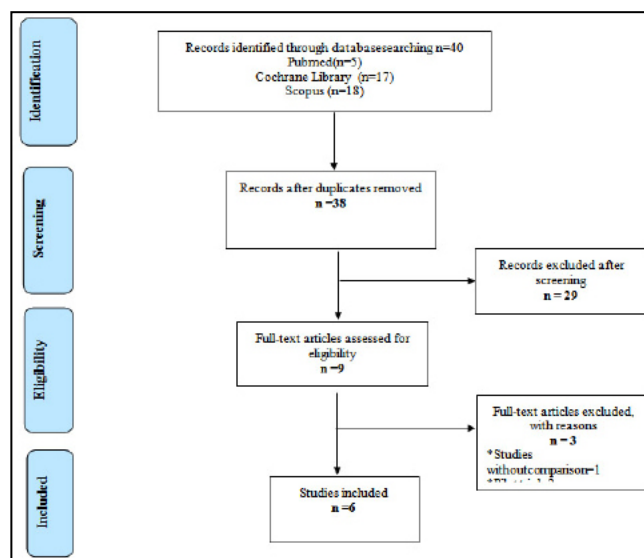 Identification
Records identified through databasesearching n=40
Pubmed(n=5)
Cochrane Library (n=17)
Scopus (n=18)
Screening
Records after duplicates removed
n =38
Records excluded after
screening
n = 29
Eligibility
Full-text articles assessed for
eligibility
n =9
Full-text articles excluded,
with reasons
n = 3
*Studies
withoutcomparison=1
Included
Studies included
n =6